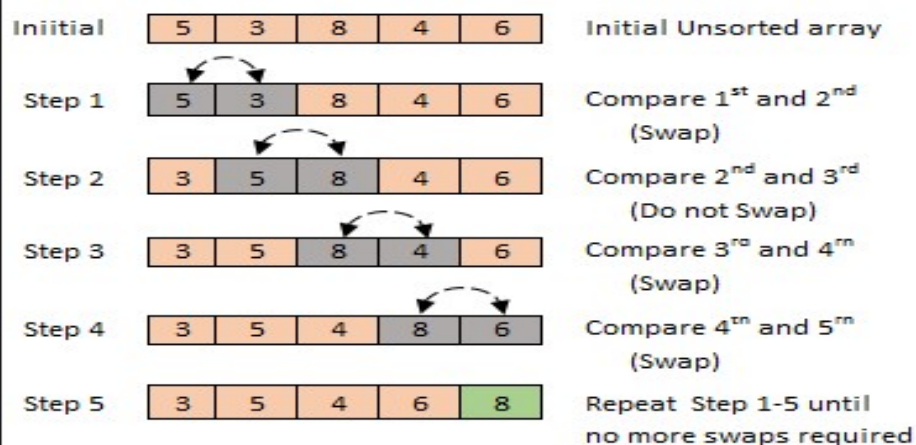 Iniitial 5 3 8 4 6 Initial Unsorted array
Step 1 5 3 8 4 6 Compare 1st and 2nd
(Swap)
Step 2 3 5 8 4 6 Compare 2nd and 3rd
(Do not Swap)
Step 3 3 5 8 4 6 Compare 3rd and 4th
(Swap)
Step 4 3 5 4 8 6 Compare 4th and 5th
(Swap)
Step 5 3 5 4 6 8 Repeat Step 1-5 until
no more swaps required